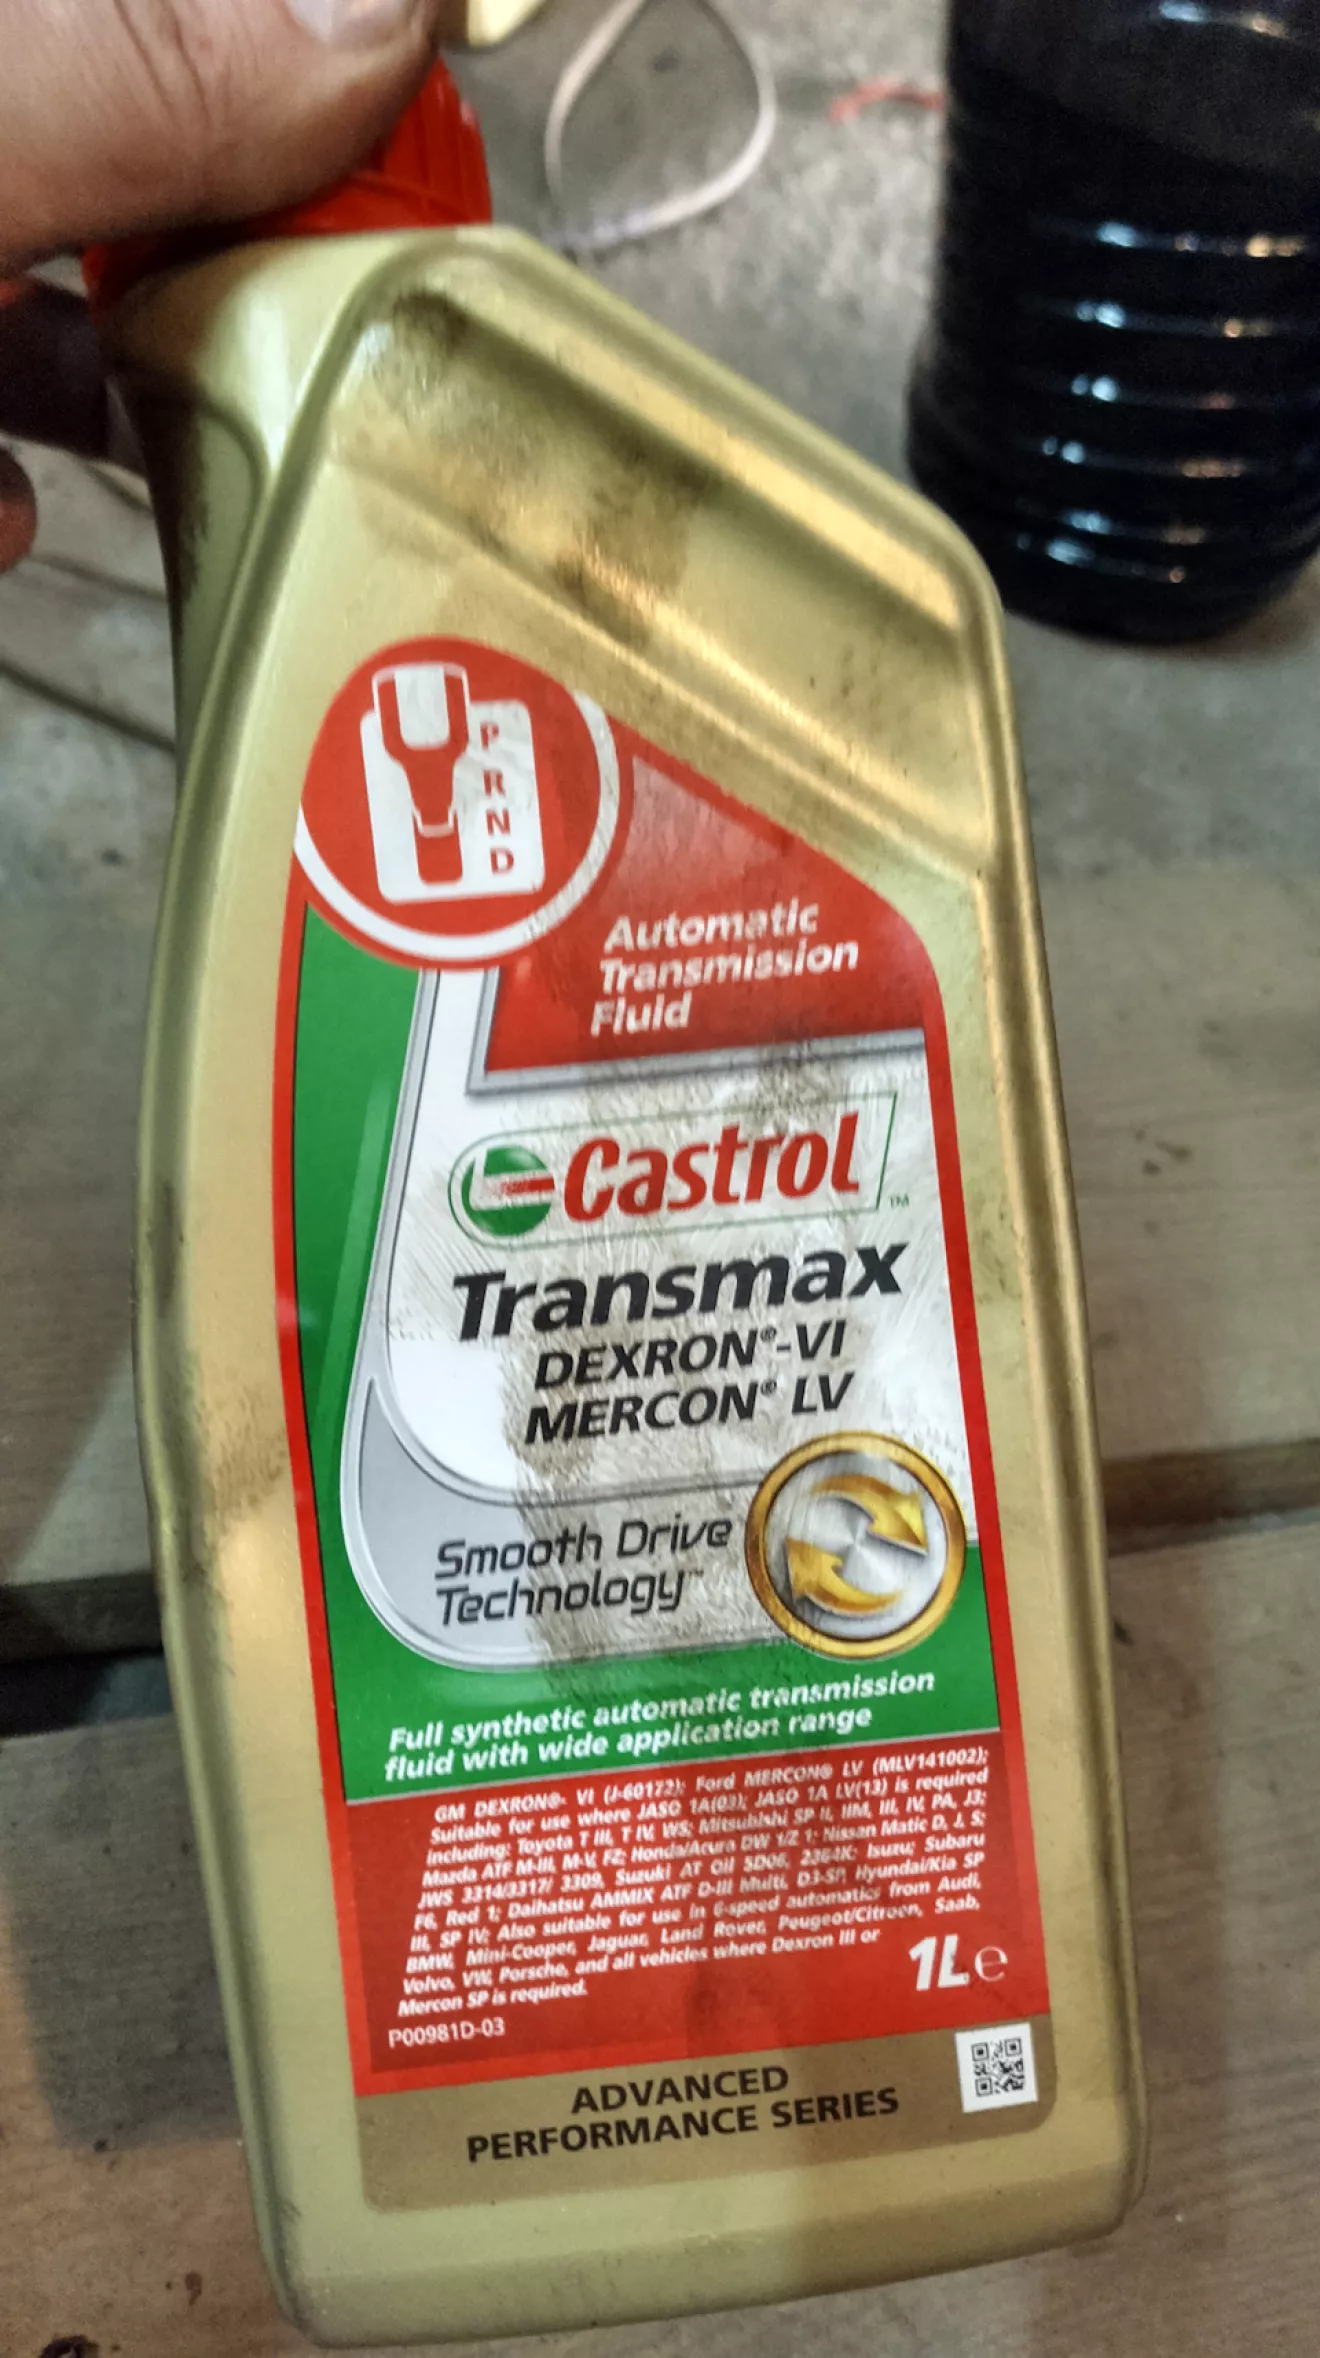 P
R
N
D
Automatic
Transmission
Fluid
Castrol™
Transmax
DEXRON®-VI
MERCON® LV
Smooth Drive
Technology™
Full synthetic automatic transmission
fluid with wide application range
GM DEXRON®- VI (J-60172); Ford MERCON® LV (MLV141002);
Suitable for use where JASO 1A(03); JASO 1A LV(13) is required
including: Toyota T III, T IV, WS; Mitsubishi SP II, IIM, III, IV, PA, J3;
Mazda ATF M-III, M-V, FZ; Honda/Acura DW 1/Z 1; Nissan Matic D, J, S;
JWS 3314/3317/ 3309, Suzuki AT Oil 5D06, 2384K; Isuzu; Subaru
F6, Red 1; Daihatsu AMMIX ATF D-III Multi, D3-SP, Hyundai/Kia SP
III, SP IV; Also suitable for use in 6-speed automatics from Audi,
BMW, Mini-Cooper, Jaguar, Land Rover, Peugeot/Citroen, Saab,
Volvo, VW, Porsche, and all vehicles where Dexron III or
Mercon SP is required.
1L e
P00981D-03
ADVANCED
PERFORMANCE SERIES